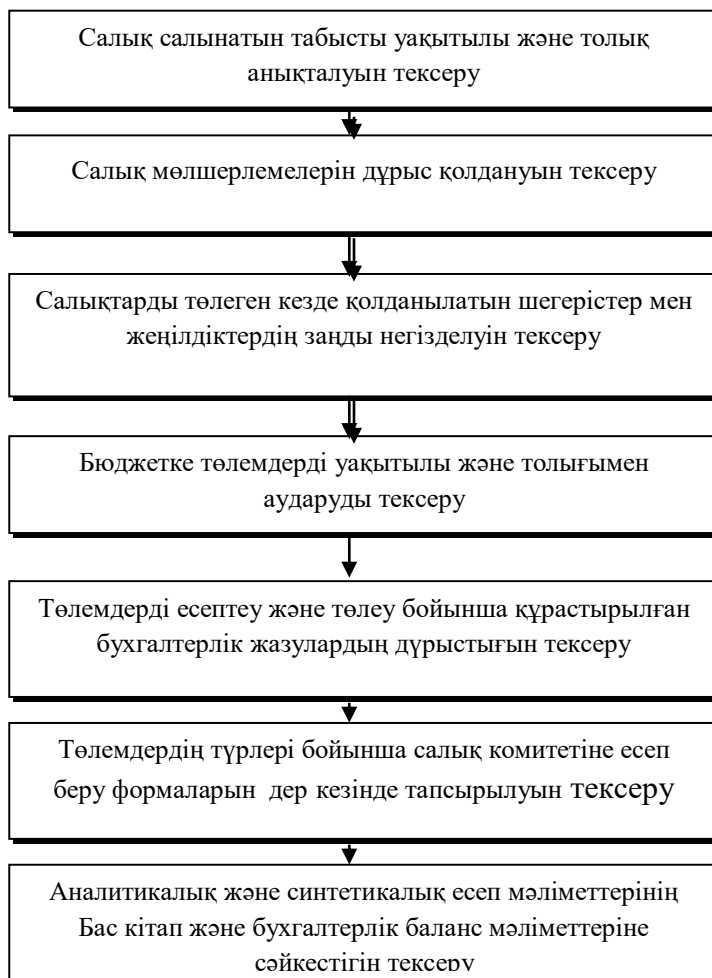 Салық салынатын табысты уақытылы және толық
анықталуын тексеру
Салық мөлшерлемелерін дұрыс қолдануын тексеру
Салықтарды төлеген кезде қолданылатын шегерістер мен
жеңілдіктердің заңды негізделуін тексеру
Бюджетке төлемдерді уақытылы және толығымен
аударуды тексеру
Төлемдерді есептеу және төлеу бойынша құрастырылған
бухгалтерлік жазулардың дүрыстығын тексеру
Төлемдердің түрлері бойынша салық комитетіне есеп
беру формаларын дер кезінде тапсырылуын тексеру
Аналитикалық және синтетикалық есеп мәліметтерінің
Бас кітап және бухгалтерлік баланс мәліметтеріне
сәйкестігін тексеру